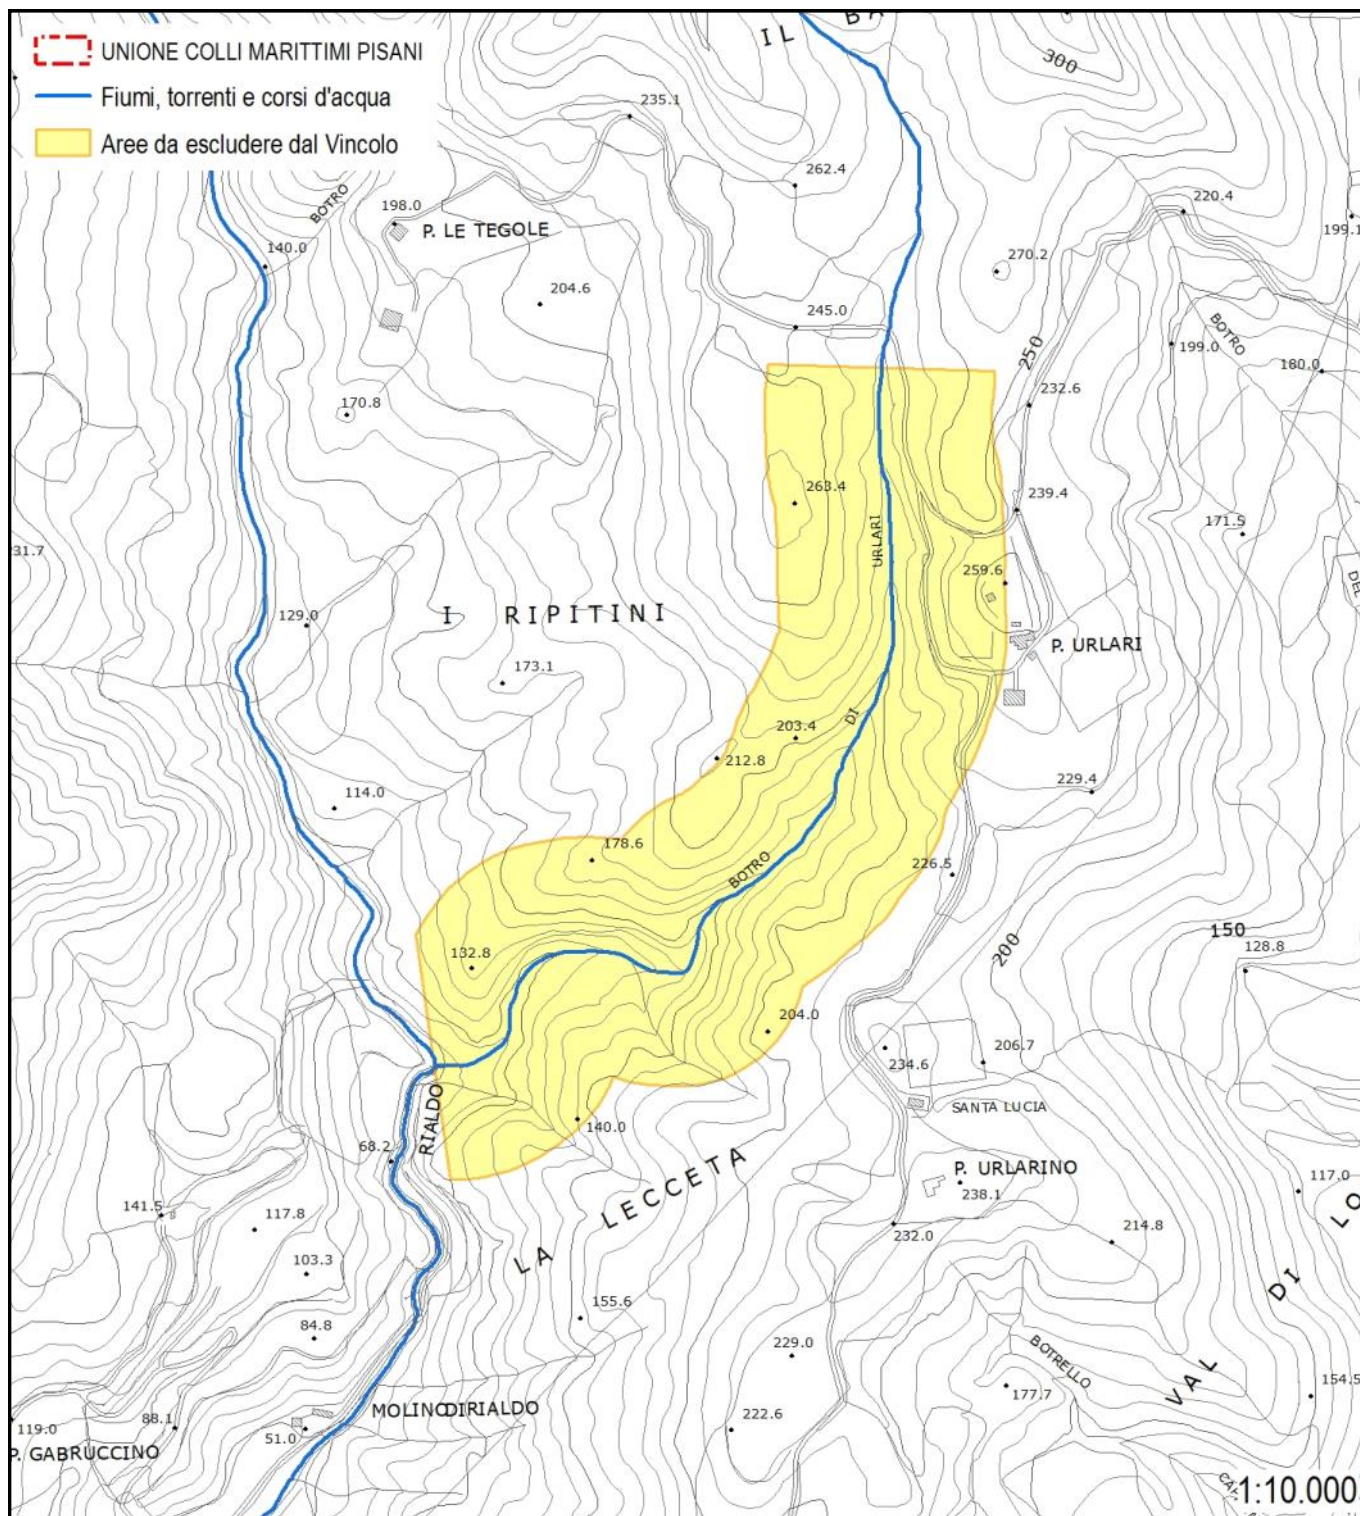 UNIONE COLLI MARITTIMI PISANI
Fiumi, torrenti e corsi d'acqua
Aree da escludere dal Vincolo
IL
300
235.1
262.4
BOTRO
198.0
P. LE TEGOLE
220.4
199.1
140.0
270.2
204.6
245.0
BOTRO
199.0
250
180.0
232.6
170.8
263.4
239.4
171.5
URLARI
31.7
259.6
DEL
129.0
I RIPITINI
P. URLARI
173.1
203.4
DI
212.8
229.4
114.0
178.6
BOTRO
226.5
200
150
128.8
132.8
204.0
234.6
206.7
RIALDO
SANTA LUCIA
140.0
68.2
LA LECCETA
P. URLARINO
238.1
117.0
141.5
117.8
232.0
214.8
LO
103.3
DI
155.6
84.8
229.0
BOTRELLO
177.7
VAL
154.5
MOLINODIRIALDO
222.6
119.0
88.1
51.0
P. GABRUCCINO
1:10.000